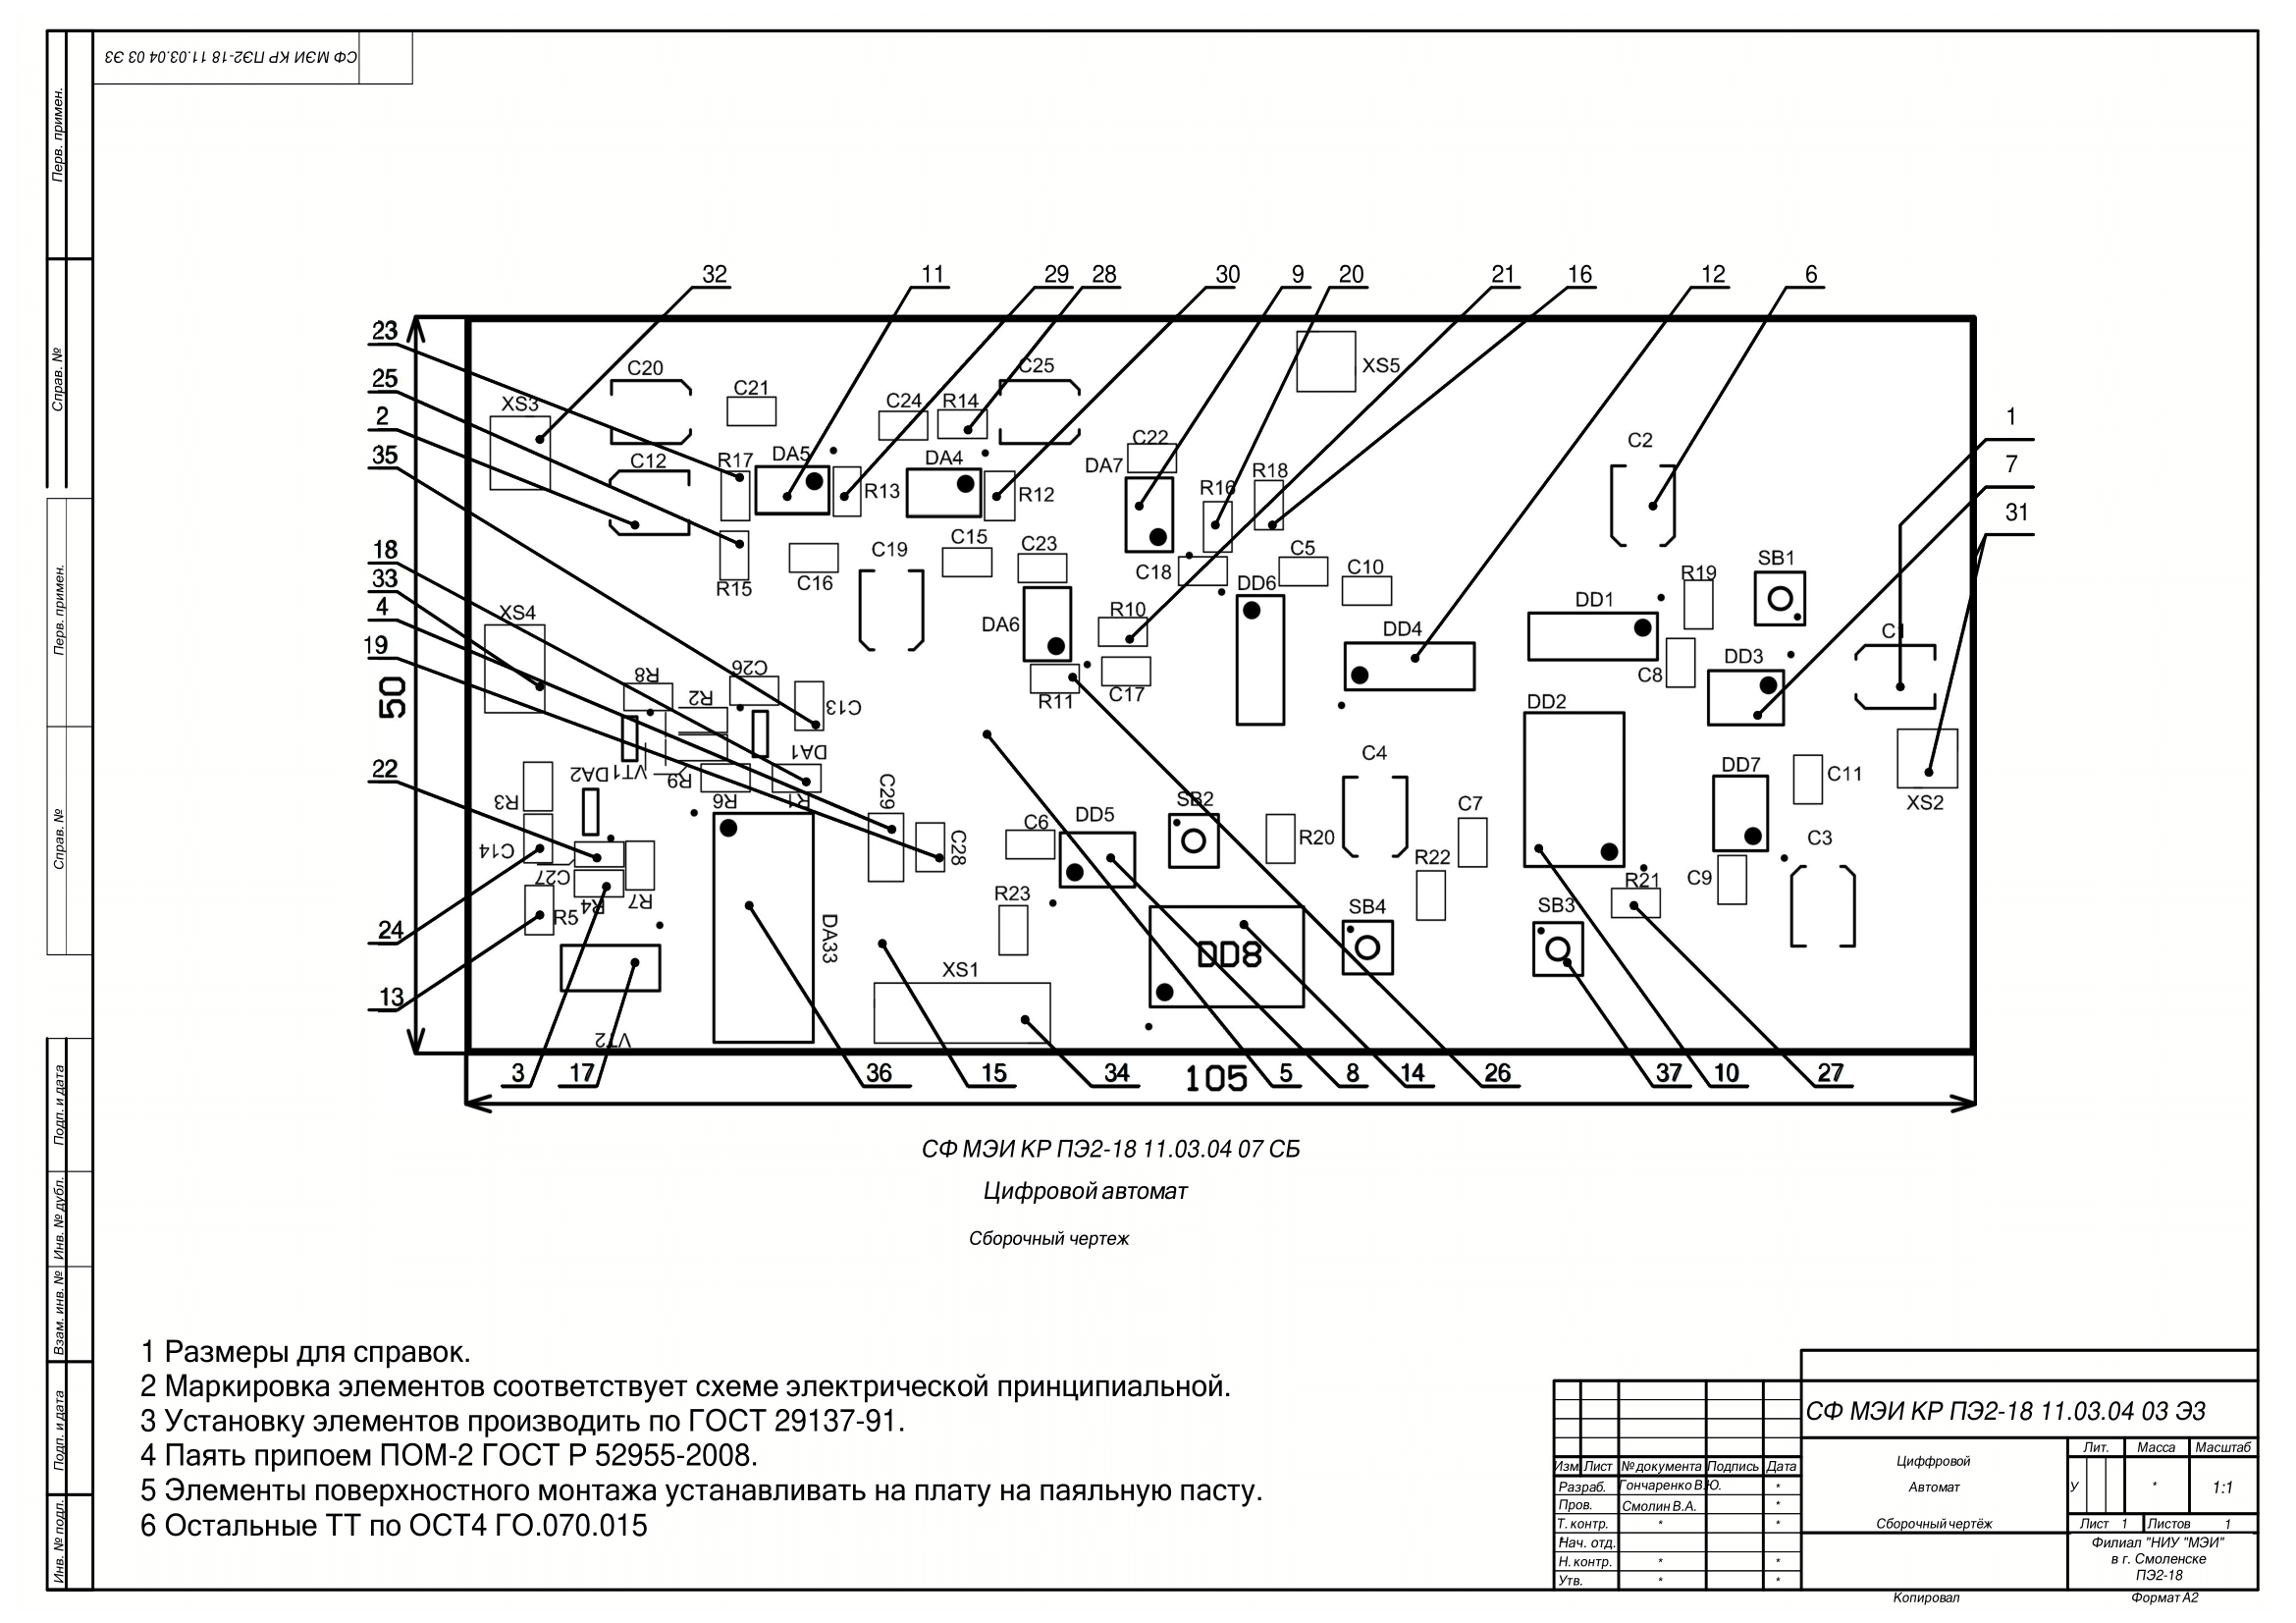 СФ МЭИ КР ПЭ2-18 11.03.04 03 ЭЗ
Перв. примен.
Справ. №
Перв. примен.
Справ. №
Подп. и дата
Инв. № дубл.
Взам. инв. №
Подп. и дата
Инв. № подл.
32 11 29 28 30 9 20 21 16 12 6
23
25
2
35
18
33
4
19
50
22
24
13
1
7
31
C20 C21 C24 R14 C25 XS5
XS3
C12 R17 DA5 R13 DA4 R12 DA7 C22 R16 R18 C2
R15 C16 C19 C15 C23 C18 DD6 C5 C10 R19 SB1
XS4 DA6 R10 DD4 DD1 C1
R8 R2 C26 C13 R11 C17 C8 DD3
DD2
DA2 VT1 R9 R6 R1 DA1 C29 C4 DD7 C11 XS2
R3 C14 C27 R4 R7 R5 C28 C6 DD5 SB2 R20 C7 R22 C3
DA33 R23 SB4 SB3 R21 C9
XS1 DD8
VT2
3 17 36 15 34 105 5 8 14 26 37 10 27
СФ МЭИ КР ПЭ2-18 11.03.04 07 СБ
Цифровой автомат
Сборочный чертеж
1 Размеры для справок.
2 Маркировка элементов соответствует схеме электрической принципиальной.
3 Установку элементов производить по ГОСТ 29137-91.
4 Паять припоем ПОМ-2 ГОСТ Р 52955-2008.
5 Элементы поверхностного монтажа устанавливать на плату на паяльную пасту.
6 Остальные ТТ по ОСТ4 ГО.070.015
СФ МЭИ КР ПЭ2-18 11.03.04 03 ЭЗ
Изм. Лист № документа Подпись Дата
Разраб. Гончаренко В.Ю. *
Пров. Смолин В.А. *
Т. контр. * *
Нач. отд.
Н. контр. * *
Утв. * *
Циффровой
Автомат
Сборочный чертёж
Лит. Масса Масштаб
У * 1:1
Лист 1 Листов 1
Филиал "НИУ "МЭИ"
в г. Смоленске
ПЭ2-18
Копировал Формат А2